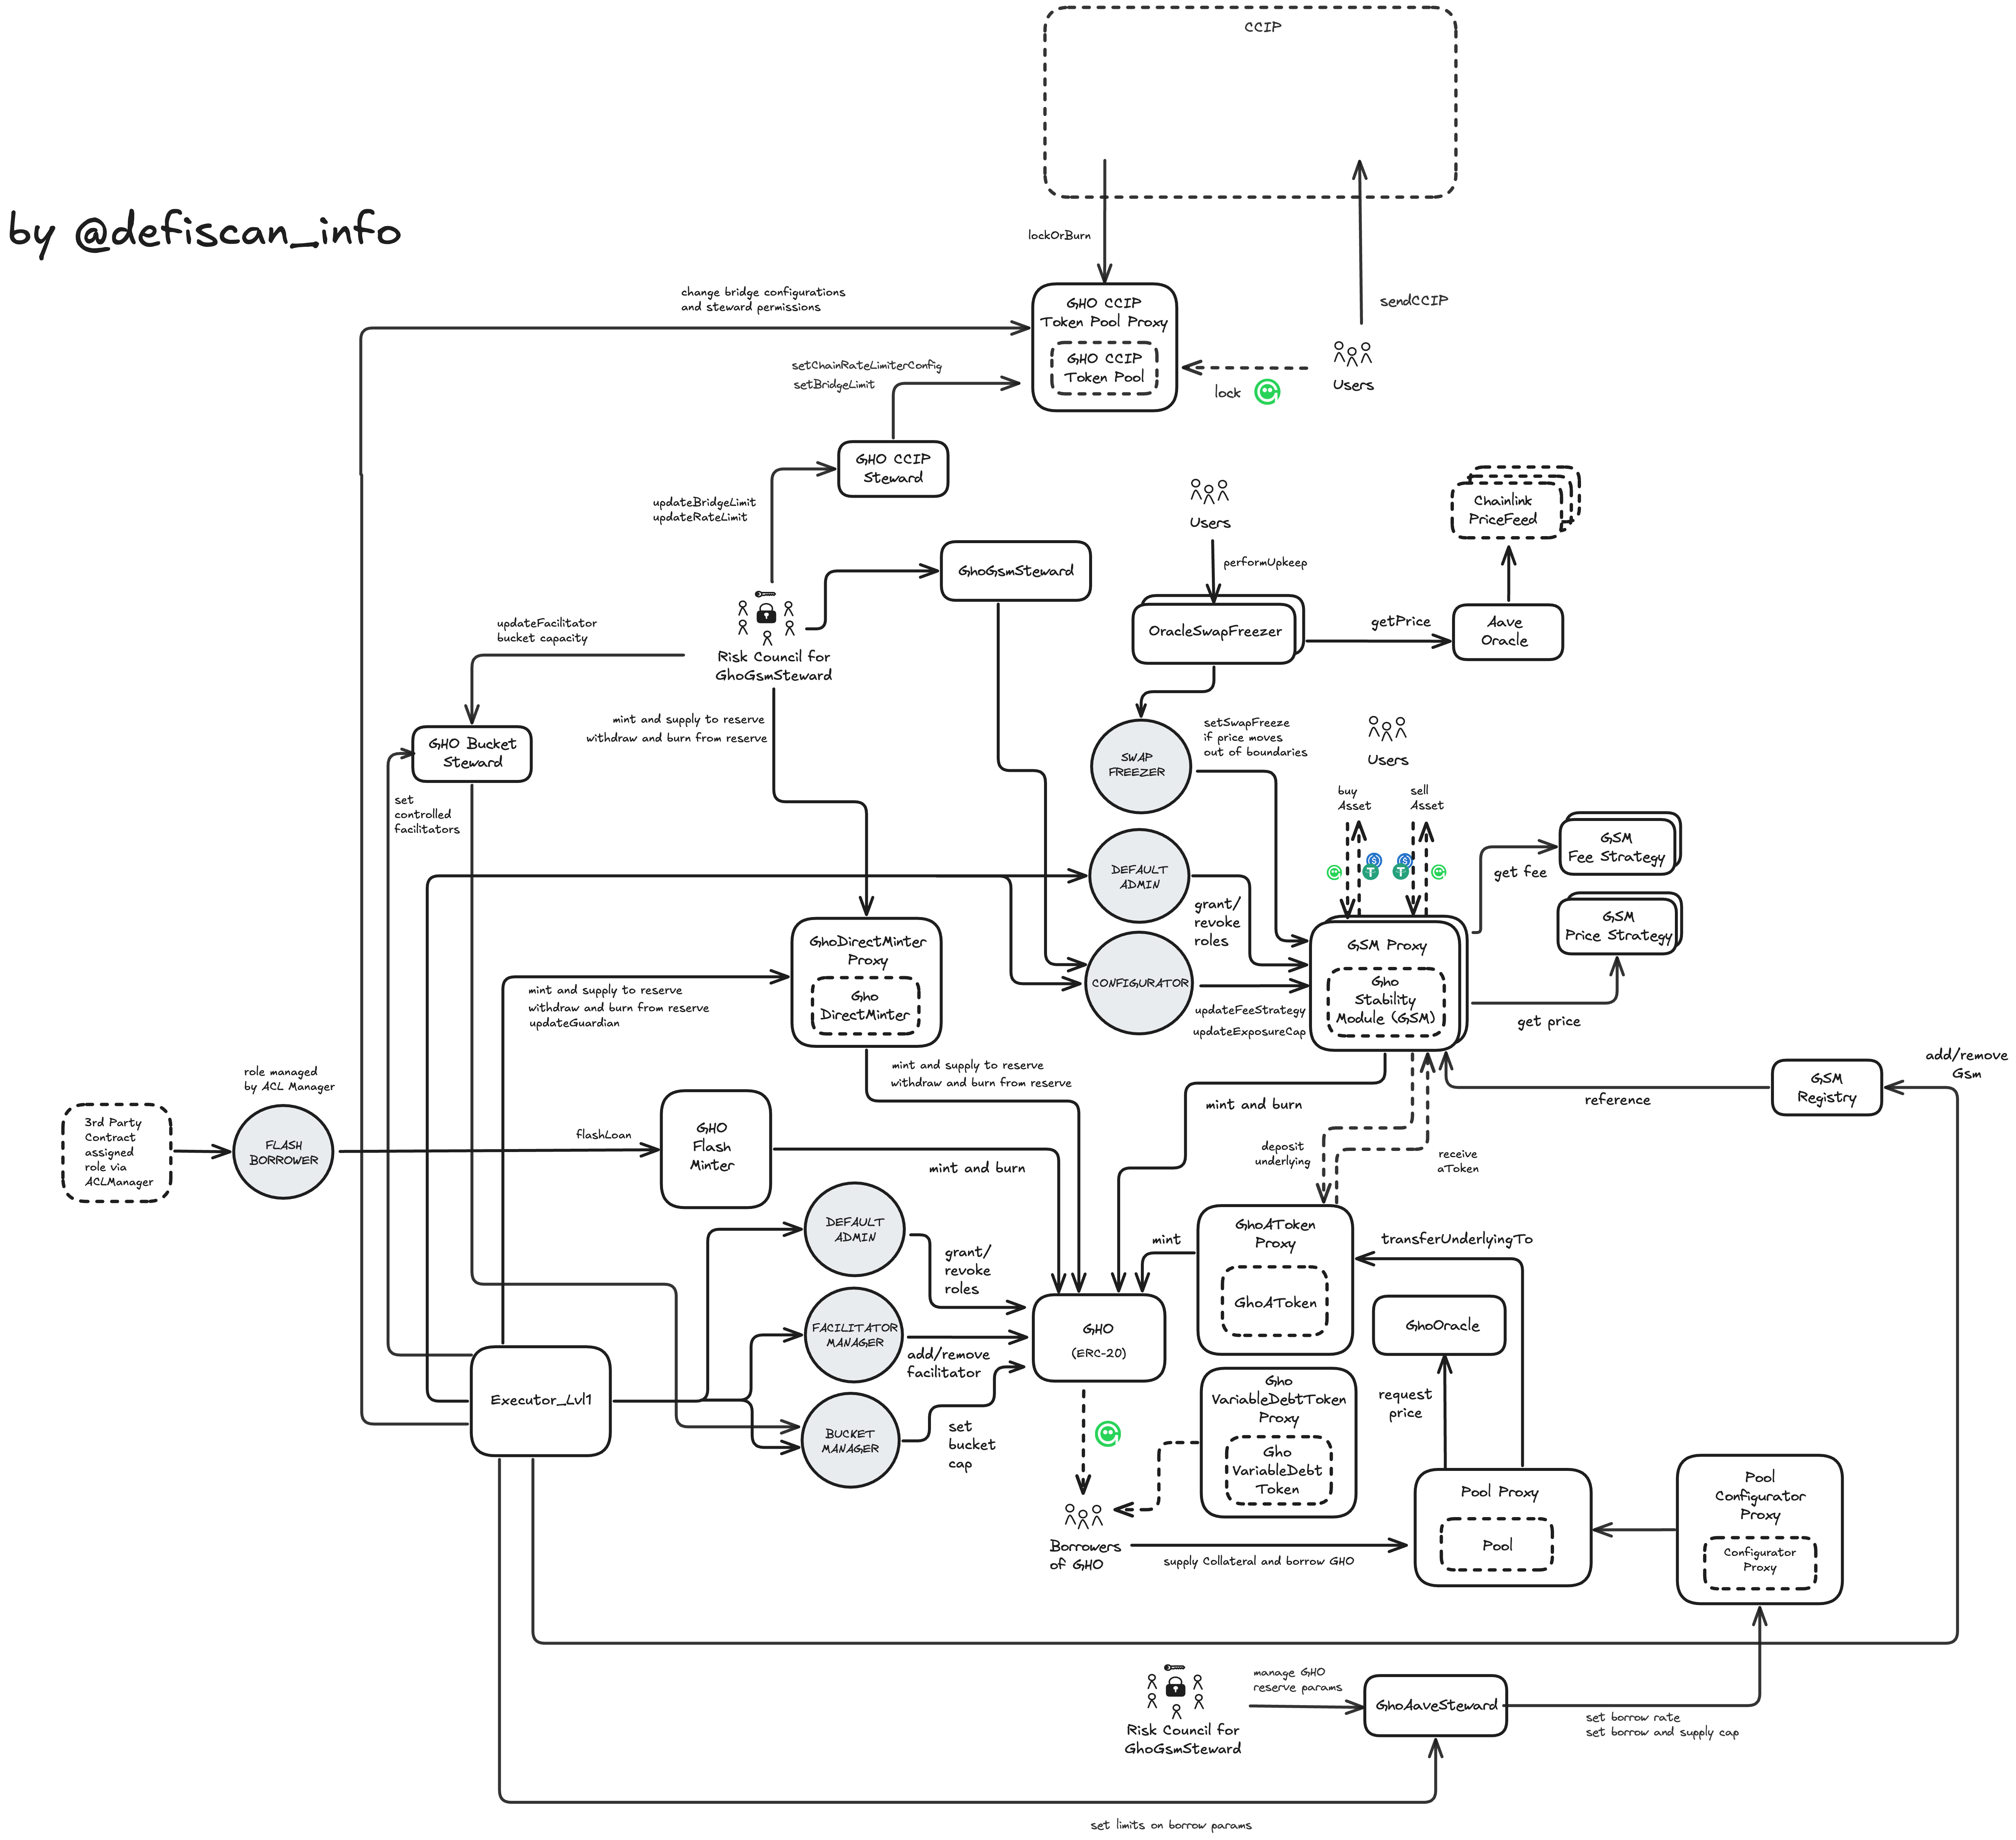 CCIP
by @defiscan_info
lockOrBurn
sendCCIP
change bridge configurations
and steward permissions
GHO CCIP
Token Pool Proxy
GHO CCIP
Token Pool
lock
Users
setChainRateLimiterConfig
setBridgeLimit
GHO CCIP
Steward
updateBridgeLimit
updateRateLimit
Users
performUpkeep
Chainlink
PriceFeed
GhoGsmSteward
OracleSwapFreezer
getPrice
Aave
Oracle
updateFacilitator
bucket capacity
Risk Council for
GhoGsmSteward
mint and supply to reserve
withdraw and burn from reserve
GHO Bucket
Steward
set
controlled
facilitators
SWAP
FREEZER
setSwapFreeze
if price moves
out of boundaries
Users
buy
Asset
sell
Asset
GSM
Fee Strategy
get fee
DEFAULT
ADMIN
grant/
revoke
roles
GSM
Price Strategy
get price
GhoDirectMinter
Proxy
Gho
DirectMinter
CONFIGURATOR
updateFeeStrategy
updateExposureCap
GSM Proxy
Gho
Stability
Module (GSM)
mint and supply to reserve
withdraw and burn from reserve
updateGuardian
mint and supply to reserve
withdraw and burn from reserve
role managed
by ACL Manager
3rd Party
Contract
assigned
role via
ACLManager
FLASH
BORROWER
flashLoan
GHO
Flash
Minter
mint and burn
mint and burn
deposit
underlying
receive
aToken
reference
GSM
Registry
add/remove
Gsm
DEFAULT
ADMIN
grant/
revoke
roles
mint
GhoAToken
Proxy
GhoAToken
transferUnderlyingTo
FACILITATOR
MANAGER
add/remove
facilitator
GHO
(ERC-20)
GhoOracle
request
price
Executor_Lvl1
BUCKET
MANAGER
set
bucket
cap
Gho
VariableDebtToken
Proxy
Gho
VariableDebt
Token
Borrowers
of GHO
supply Collateral and borrow GHO
Pool Proxy
Pool
Pool
Configurator
Proxy
Configurator
Proxy
Risk Council for
GhoGsmSteward
manage GHO
reserve params
GhoAaveSteward
set borrow rate
set borrow and supply cap
set limits on borrow params